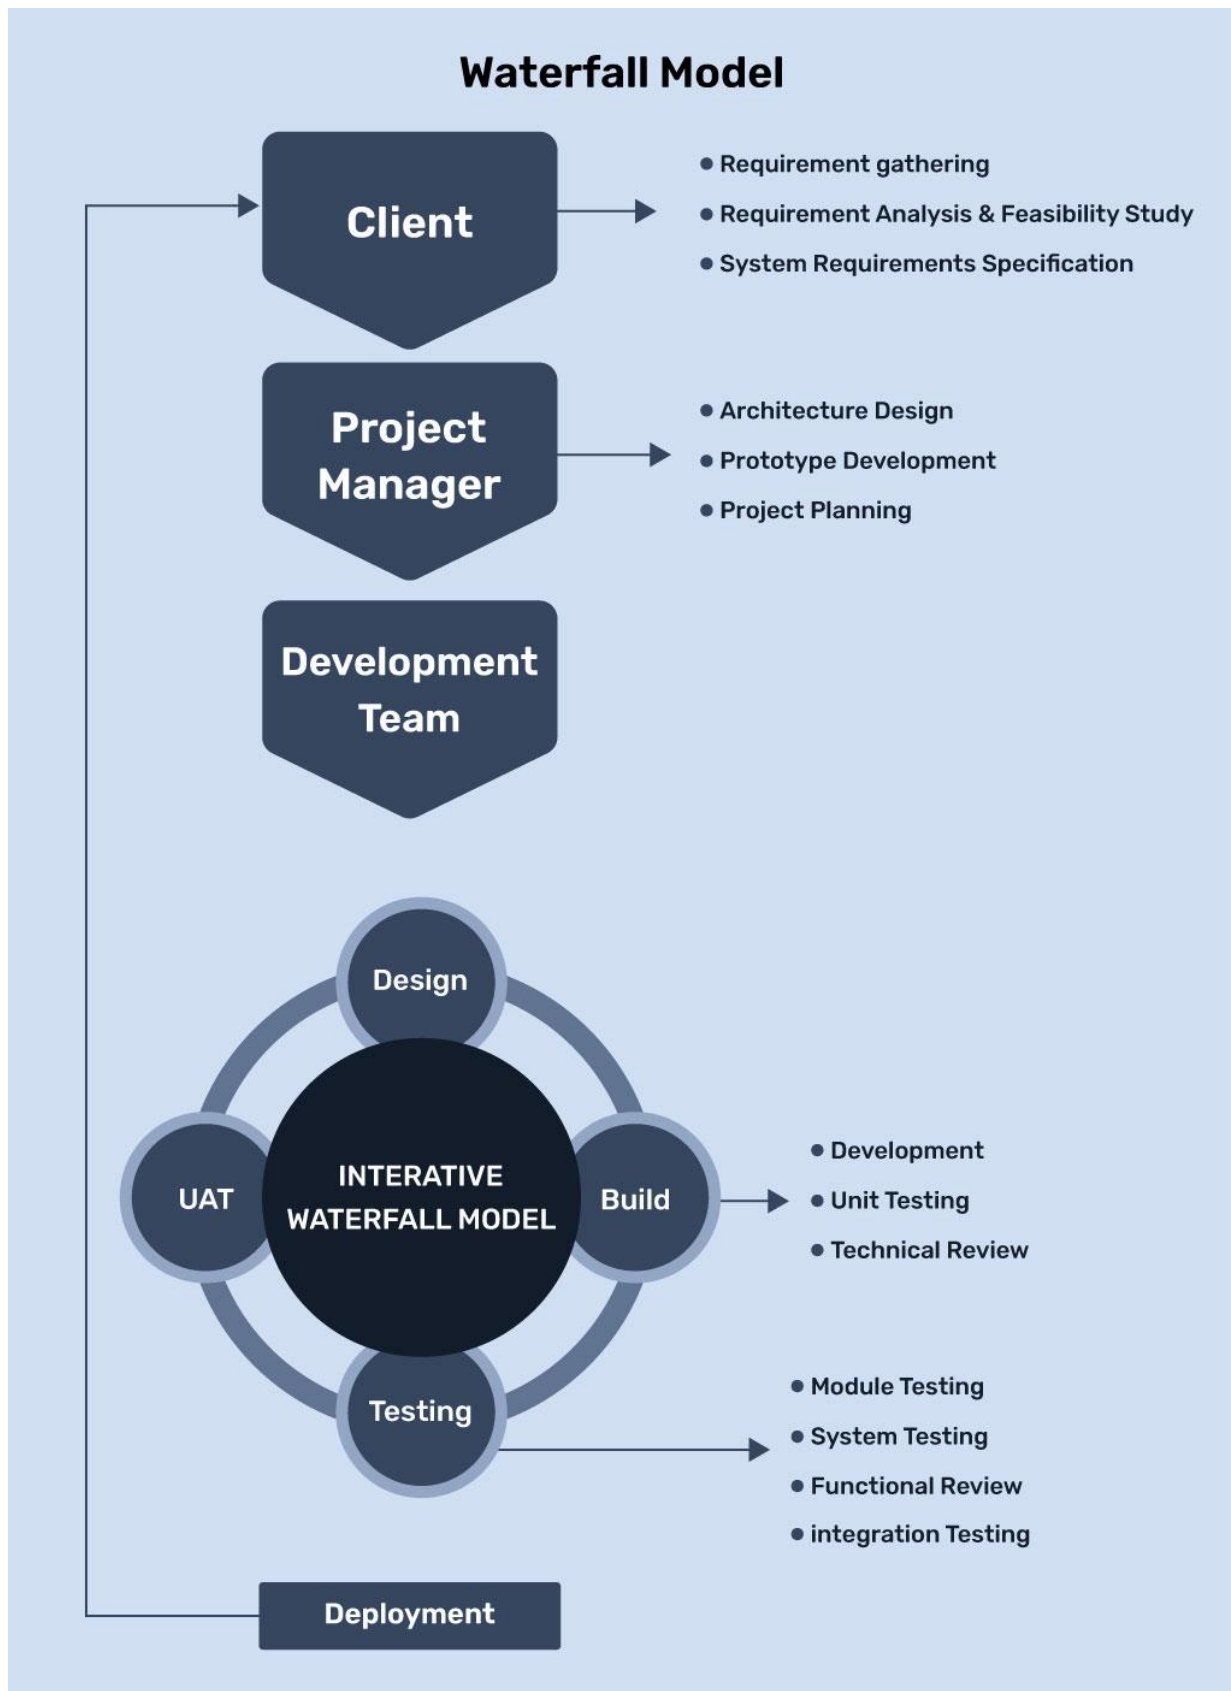 Waterfall Model
Client
• Requirement gathering
• Requirement Analysis & Feasibility Study
• System Requirements Specification
Project
Manager
• Architecture Design
• Prototype Development
• Project Planning
Development
Team
Design
UAT
INTERATIVE
WATERFALL MODEL
Build
• Development
• Unit Testing
• Technical Review
Testing
• Module Testing
• System Testing
• Functional Review
• integration Testing
Deployment